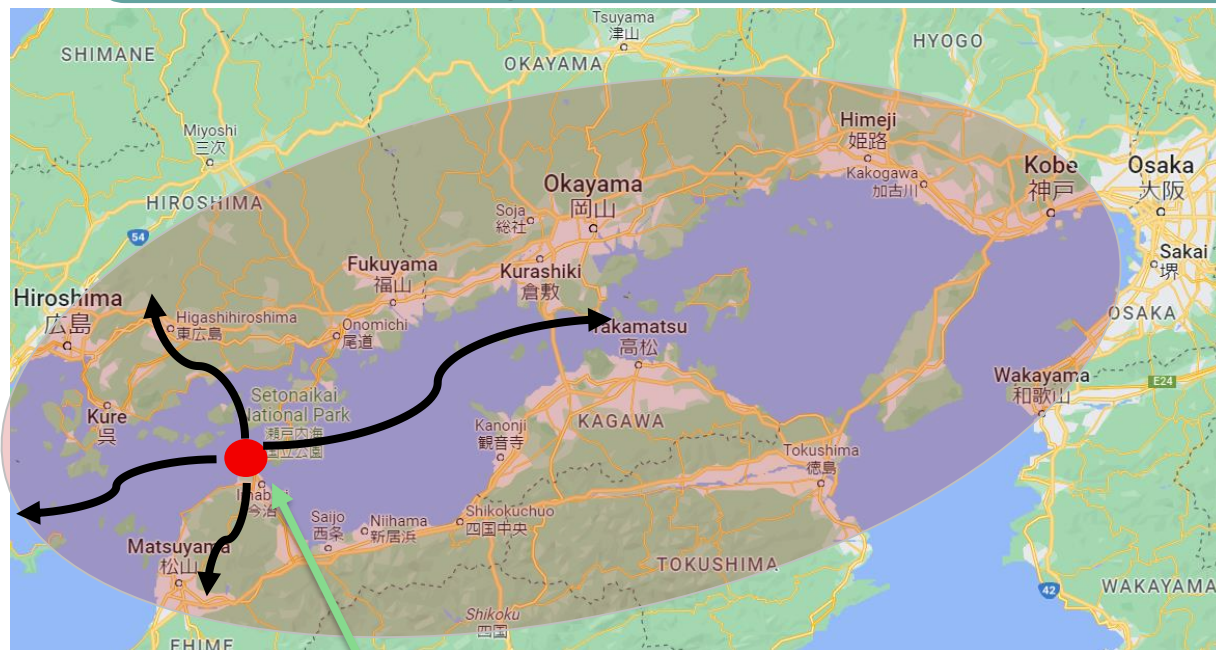 Tsuyama
津山
SHIMANE
HYOGO
OKAYAMA
Miyoshi
三次
Himeji
姫路
Kakogawa
加古川
Kobe
神戸
Osaka
大阪
Okayama
岡山
HIROSHIMA
Soja
総社
54
Sakai
堺
Fukuyama
福山
Kurashiki
倉敷
Hiroshima
広島
Higashihiroshima
東広島
Onomichi
尾道
OSAKA
Takamatsu
高松
Wakayama
和歌山
E24
Setonaikai
National Park
瀬戸内海
国立公園
Kure
呉
KAGAWA
Kanonji
観音寺
Tokushima
徳島
Imabari
今治
Saijo
西条
Niihama
新居浜
Shikokuchuo
四国中央
Matsuyama
松山
TOKUSHIMA
WAKAYAMA
42
Shikoku
四国
EHIME